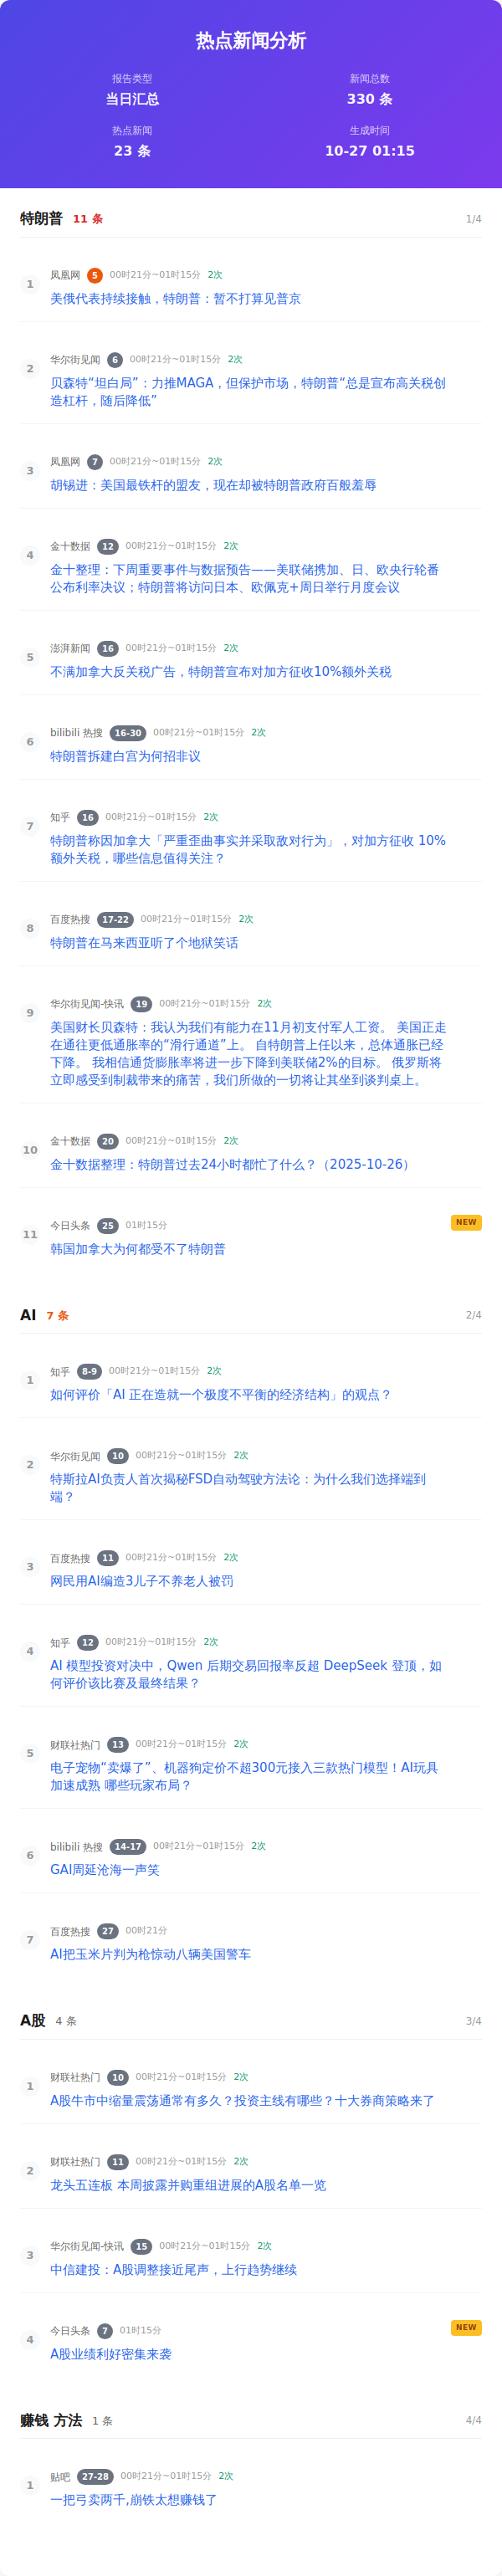 热点新闻分析
报告类型
新闻总数
当日汇总
330 条
热点新闻
生成时间
23 条
10-27 01:15
特朗普 11 条 1/4
1
凤凰网 5 00时21分~01时15分 2次
美俄代表持续接触，特朗普：暂不打算见普京
2
华尔街见闻 6 00时21分~01时15分 2次
贝森特“坦白局”：力推MAGA，但保护市场，特朗普“总是宣布高关税创
造杠杆，随后降低”
3
凤凰网 7 00时21分~01时15分 2次
胡锡进：美国最铁杆的盟友，现在却被特朗普政府百般羞辱
4
金十数据 12 00时21分~01时15分 2次
金十整理：下周重要事件与数据预告——美联储携加、日、欧央行轮番
公布利率决议；特朗普将访问日本、欧佩克+周日举行月度会议
5
澎湃新闻 16 00时21分~01时15分 2次
不满加拿大反关税广告，特朗普宣布对加方征收10%额外关税
6
bilibili 热搜 16-30 00时21分~01时15分 2次
特朗普拆建白宫为何招非议
7
知乎 16 00时21分~01时15分 2次
特朗普称因加拿大「严重歪曲事实并采取敌对行为」，对加方征收 10%
额外关税，哪些信息值得关注？
8
百度热搜 17-22 00时21分~01时15分 2次
特朗普在马来西亚听了个地狱笑话
9
华尔街见闻-快讯 19 00时21分~01时15分 2次
美国财长贝森特：我认为我们有能力在11月初支付军人工资。 美国正走
在通往更低通胀率的“滑行通道”上。 自特朗普上任以来，总体通胀已经
下降。 我相信通货膨胀率将进一步下降到美联储2%的目标。 俄罗斯将
立即感受到制裁带来的痛苦，我们所做的一切将让其坐到谈判桌上。
10
金十数据 20 00时21分~01时15分 2次
金十数据整理：特朗普过去24小时都忙了什么？（2025-10-26）
11
今日头条 25 01时15分 NEW
韩国加拿大为何都受不了特朗普
AI 7 条 2/4
1
知乎 8-9 00时21分~01时15分 2次
如何评价「AI 正在造就一个极度不平衡的经济结构」的观点？
2
华尔街见闻 10 00时21分~01时15分 2次
特斯拉AI负责人首次揭秘FSD自动驾驶方法论：为什么我们选择端到
端？
3
百度热搜 11 00时21分~01时15分 2次
网民用AI编造3儿子不养老人被罚
4
知乎 12 00时21分~01时15分 2次
AI 模型投资对决中，Qwen 后期交易回报率反超 DeepSeek 登顶，如
何评价该比赛及最终结果？
5
财联社热门 13 00时21分~01时15分 2次
电子宠物“卖爆了”、机器狗定价不超300元接入三款热门模型！AI玩具
加速成熟 哪些玩家布局？
6
bilibili 热搜 14-17 00时21分~01时15分 2次
GAI周延沧海一声笑
7
百度热搜 27 00时21分
AI把玉米片判为枪惊动八辆美国警车
A股 4 条 3/4
1
财联社热门 10 00时21分~01时15分 2次
A股牛市中缩量震荡通常有多久？投资主线有哪些？十大券商策略来了
2
财联社热门 11 00时21分~01时15分 2次
龙头五连板 本周披露并购重组进展的A股名单一览
3
华尔街见闻-快讯 15 00时21分~01时15分 2次
中信建投：A股调整接近尾声，上行趋势继续
4
今日头条 7 01时15分 NEW
A股业绩利好密集来袭
赚钱 方法 1 条 4/4
1
贴吧 27-28 00时21分~01时15分 2次
一把弓卖两千,崩铁太想赚钱了